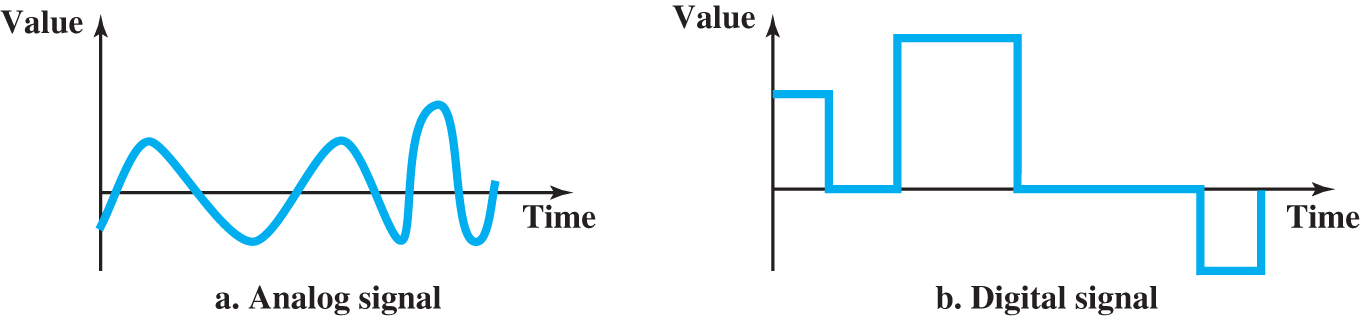 Value
Time
a. Analog signal
Value
Time
b. Digital signal